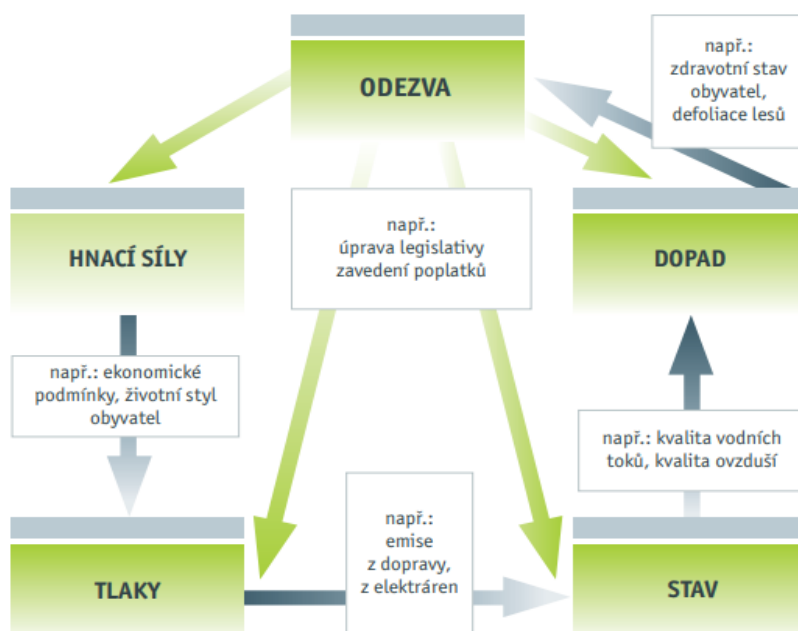 ODEZVA
např.:
zdravotní stav
obyvatel,
defoliace lesů
HNACÍ SÍLY
např.:
úprava legislativy
zavedení poplatků
DOPAD
např.: ekonomické
podmínky, životní styl
obyvatel
např.: kvalita vodních
toků, kvalita ovzduší
TLAKY
např.:
emise
z dopravy,
z elektráren
STAV